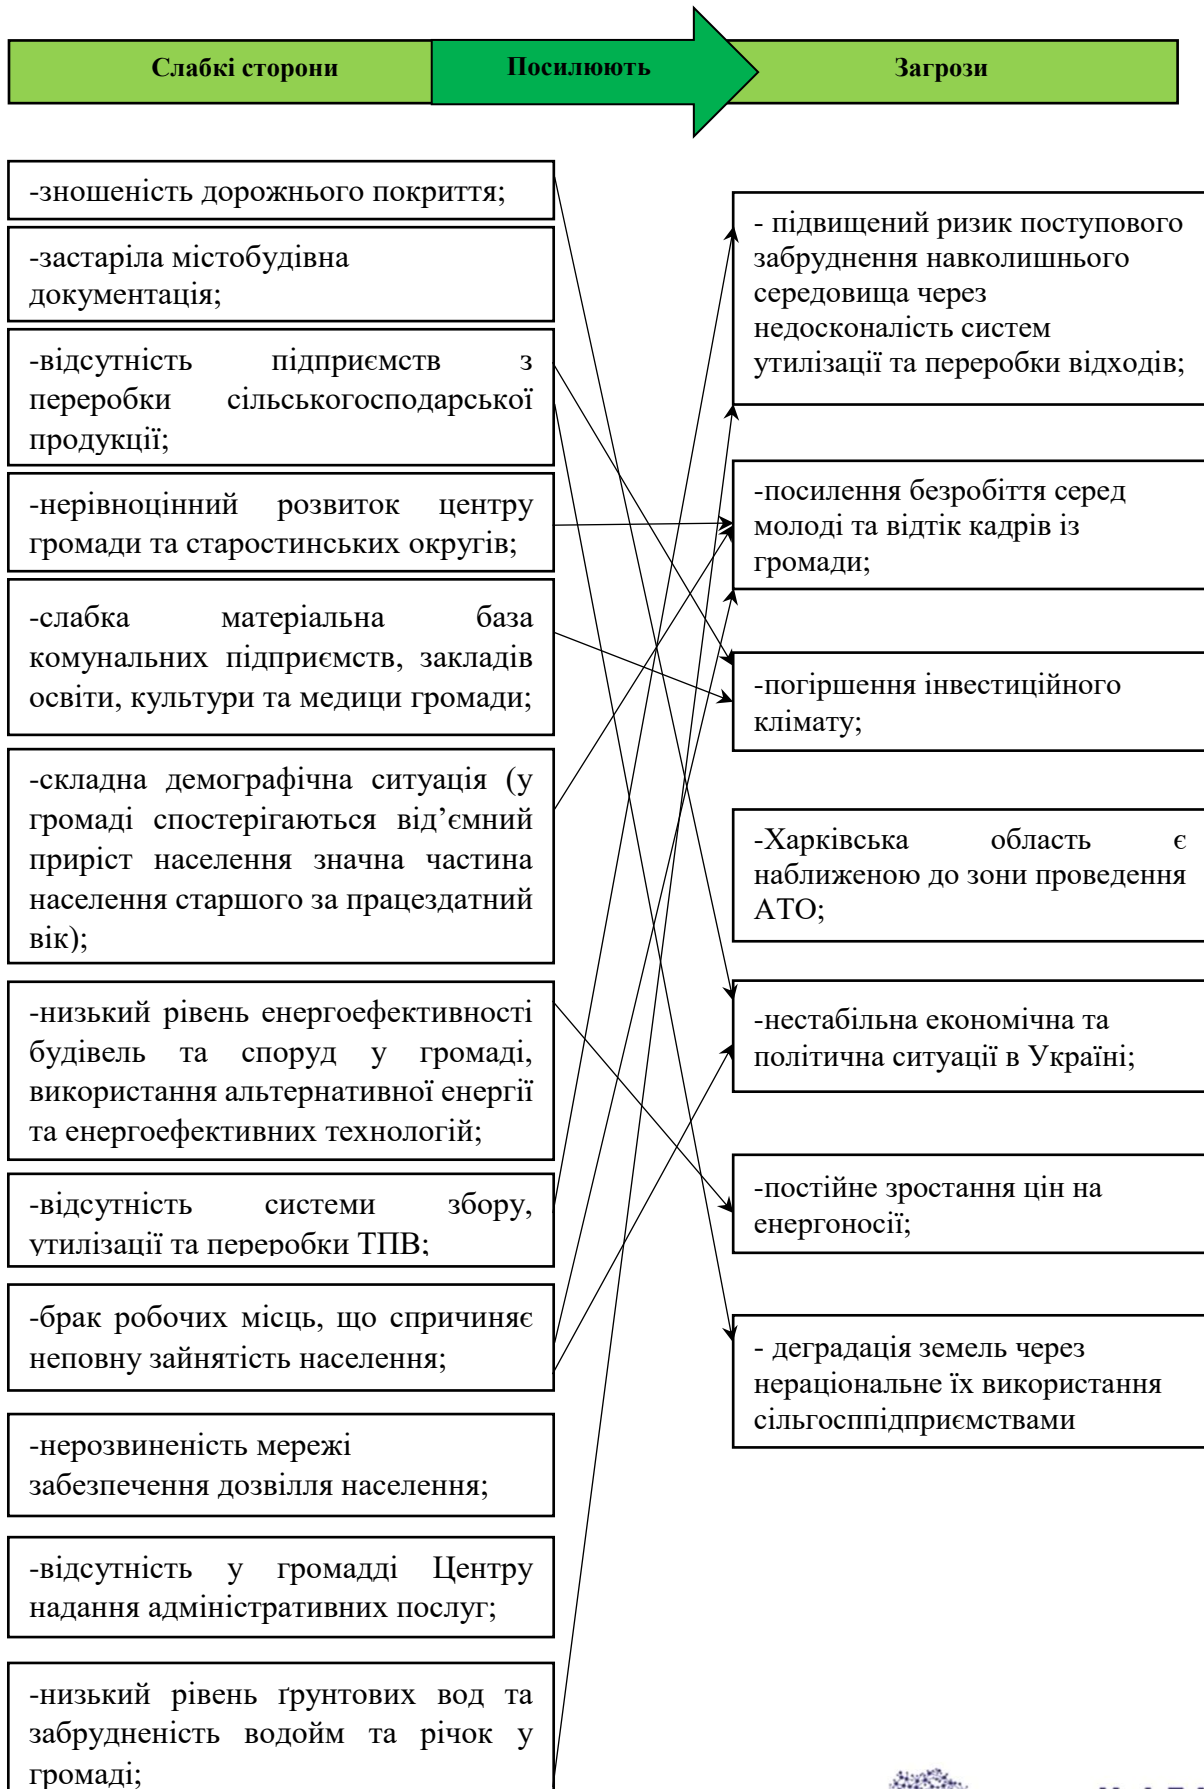 Слабкі сторони
Посилюють
Загрози
-зношеність дорожнього покриття;
-застаріла містобудівна
документація;
-відсутність підприємств з
переробки сільськогосподарської
продукції;
-нерівноцінний розвиток центру
громади та старостинських округів;
-слабка матеріальна база
комунальних підприємств, закладів
освіти, культури та медици громади;
-складна демографічна ситуація (у
громаді спостерігаються від’ємний
приріст населення значна частина
населення старшого за працездатний
вік);
-низький рівень енергоефективності
будівель та споруд у громаді,
використання альтернативної енергії
та енергоефективних технологій;
-відсутність системи збору,
утилізації та переробки ТПВ;
-брак робочих місць, що спричиняє
неповну зайнятість населення;
-нерозвиненість мережі
забезпечення дозвілля населення;
-відсутність у громадді Центру
надання адміністративних послуг;
-низький рівень ґрунтових вод та
забрудненість водойм та річок у
громаді;
- підвищений ризик поступового
забруднення навколишнього
середовища через
недосконалість систем
утилізації та переробки відходів;
-посилення безробіття серед
молоді та відтік кадрів із
громади;
-погіршення інвестиційного
клімату;
-Харківська область є
наближеною до зони проведення
АТО;
-нестабільна економічна та
політична ситуації в Україні;
-постійне зростання цін на
енергоносії;
- деградація земель через
нераціональне їх використання
сільгосппідприємствами